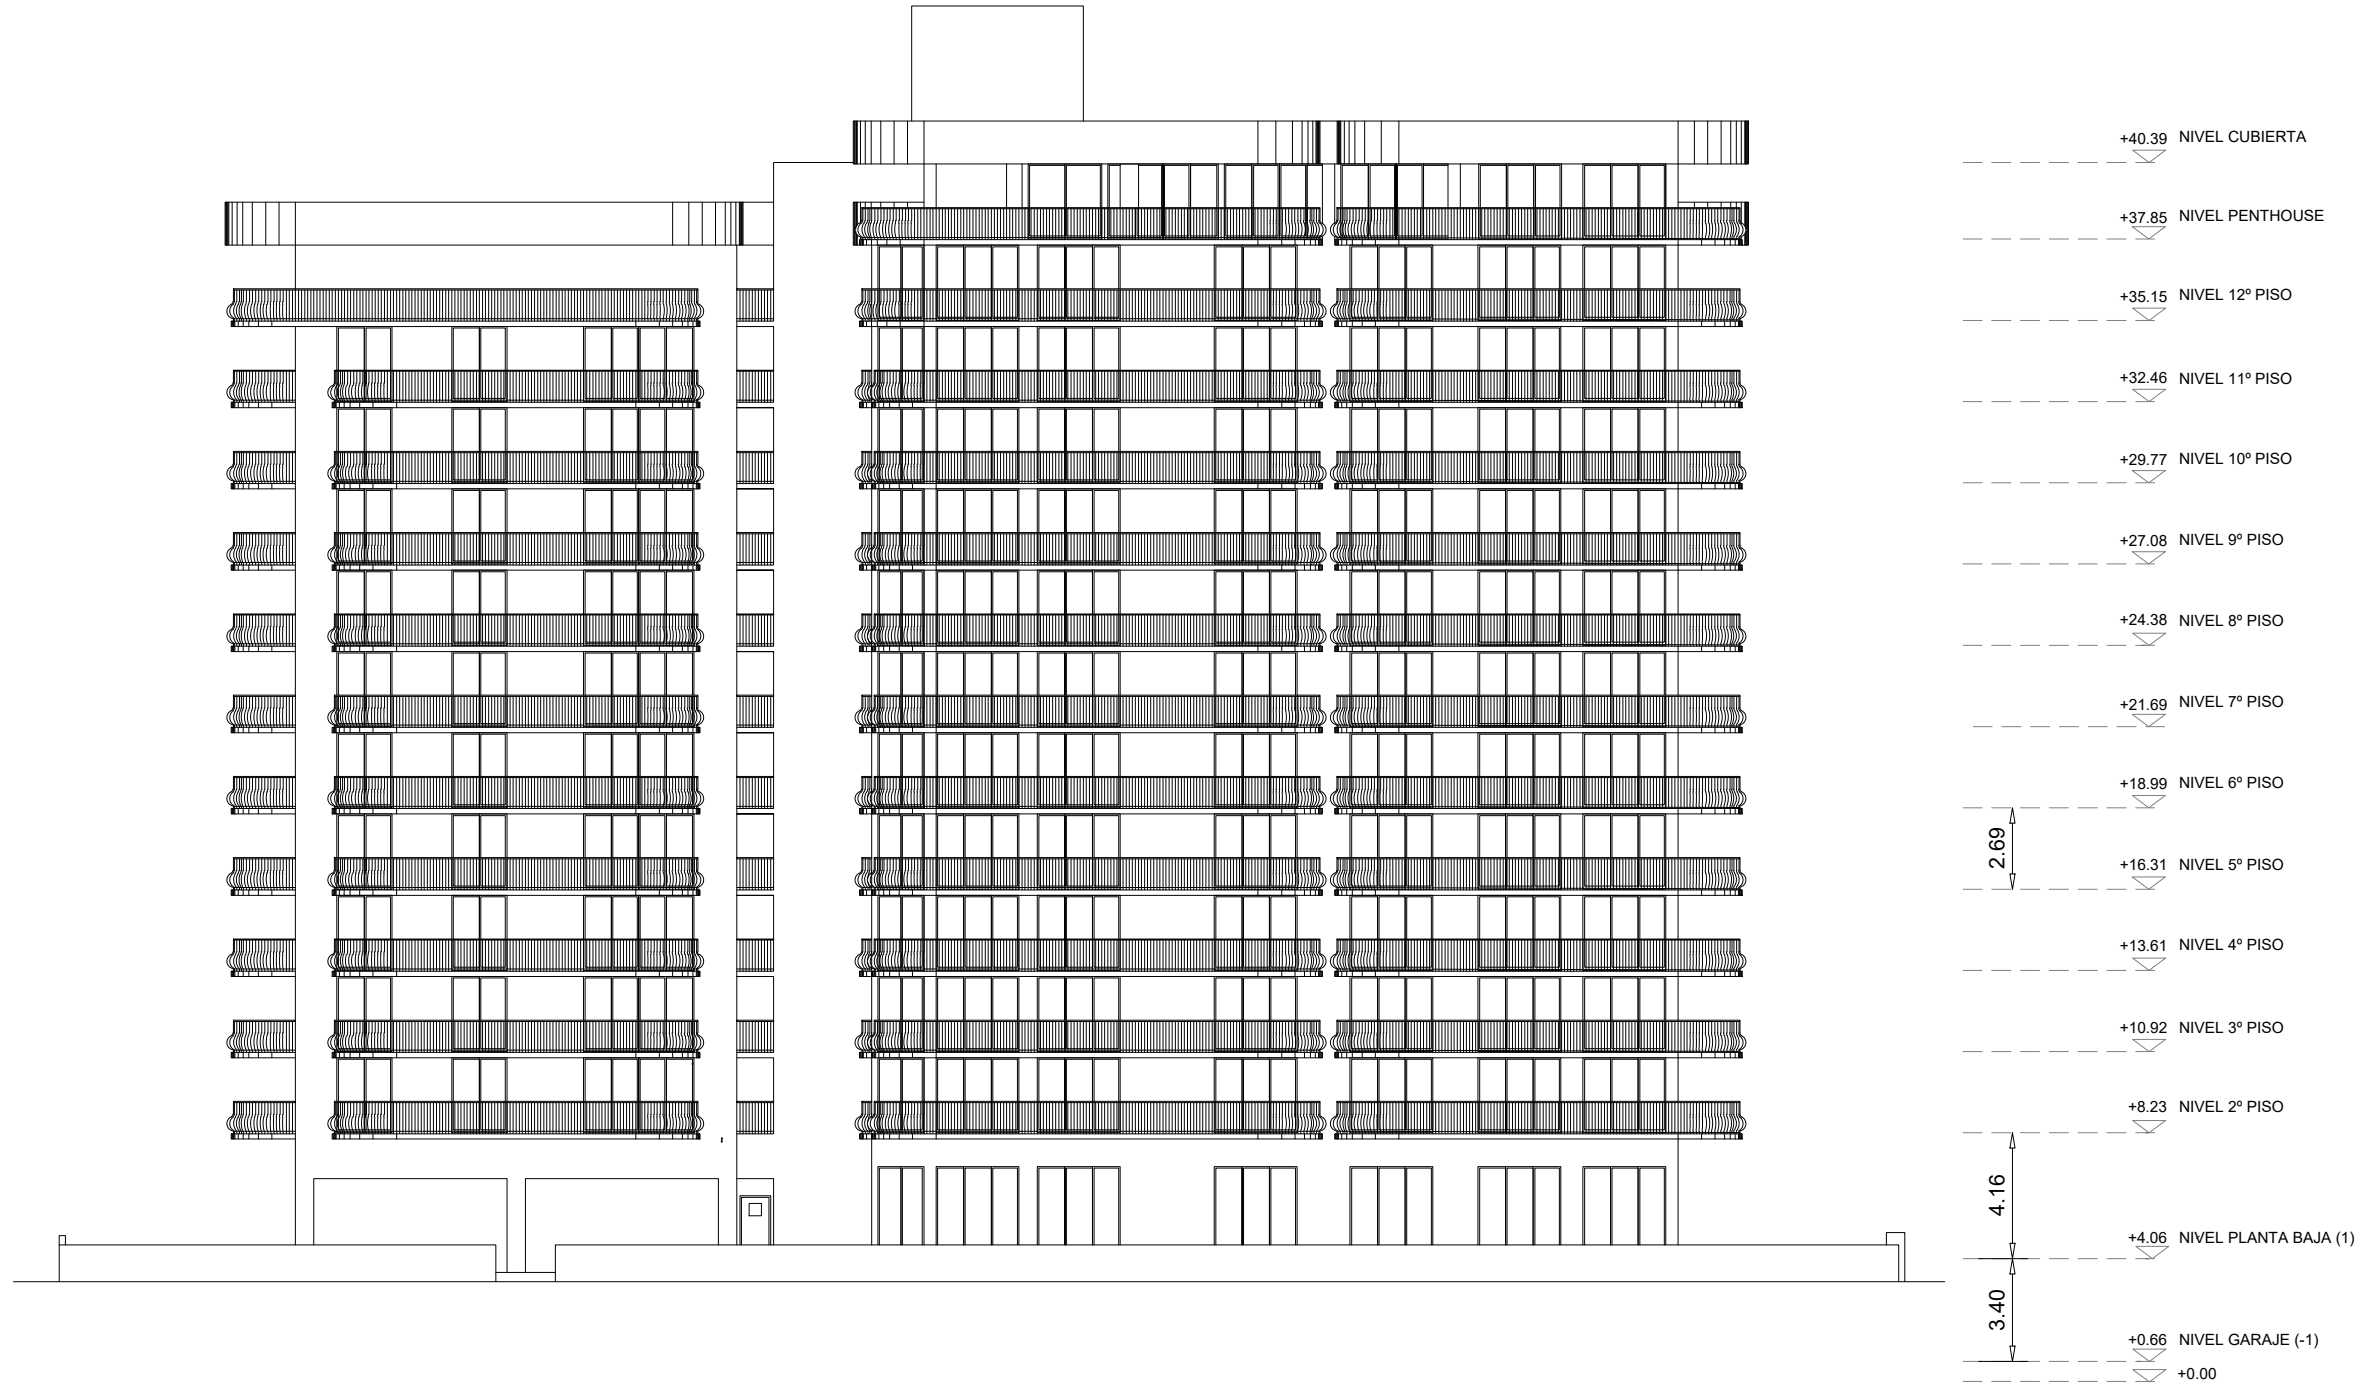 +40.39 NIVEL CUBIERTA
+37.85 NIVEL PENTHOUSE
+35.15 NIVEL 12º PISO
+32.46 NIVEL 11º PISO
+29.77 NIVEL 10º PISO
+27.08 NIVEL 9º PISO
+24.38 NIVEL 8º PISO
+21.69 NIVEL 7º PISO
+18.99 NIVEL 6º PISO
2.69
+16.31 NIVEL 5º PISO
+13.61 NIVEL 4º PISO
+10.92 NIVEL 3º PISO
+8.23 NIVEL 2º PISO
4.16
+4.06 NIVEL PLANTA BAJA (1)
3.40
+0.66 NIVEL GARAJE (-1)
+0.00